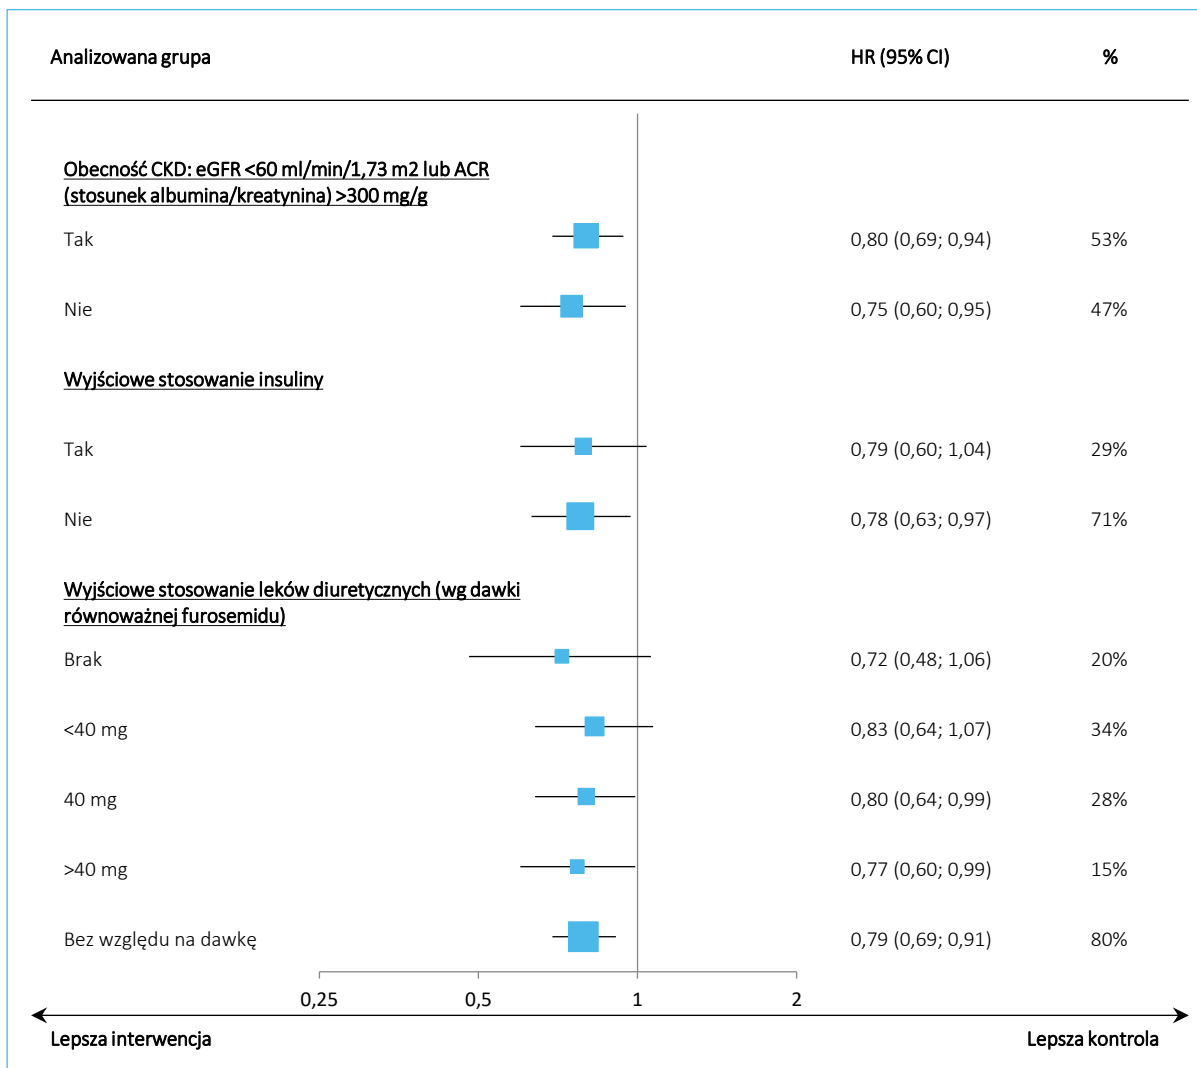 Analizowana grupa HR (95% CI) %
Obecność CKD: eGFR <60 ml/min/1,73 m2 lub ACR
(stosunek albumina/kreatynina) >300 mg/g
Tak 0,80 (0,69; 0,94) 53%
Nie 0,75 (0,60; 0,95) 47%
Wyjściowe stosowanie insuliny
Tak 0,79 (0,60; 1,04) 29%
Nie 0,78 (0,63; 0,97) 71%
Wyjściowe stosowanie leków diuretycznych (wg dawki
równoważnej furosemidu)
Brak 0,72 (0,48; 1,06) 20%
<40 mg 0,83 (0,64; 1,07) 34%
40 mg 0,80 (0,64; 0,99) 28%
>40 mg 0,77 (0,60; 0,99) 15%
Bez względu na dawkę 0,79 (0,69; 0,91) 80%
0,25 0,5 1 2
Lepsza interwencja Lepsza kontrola